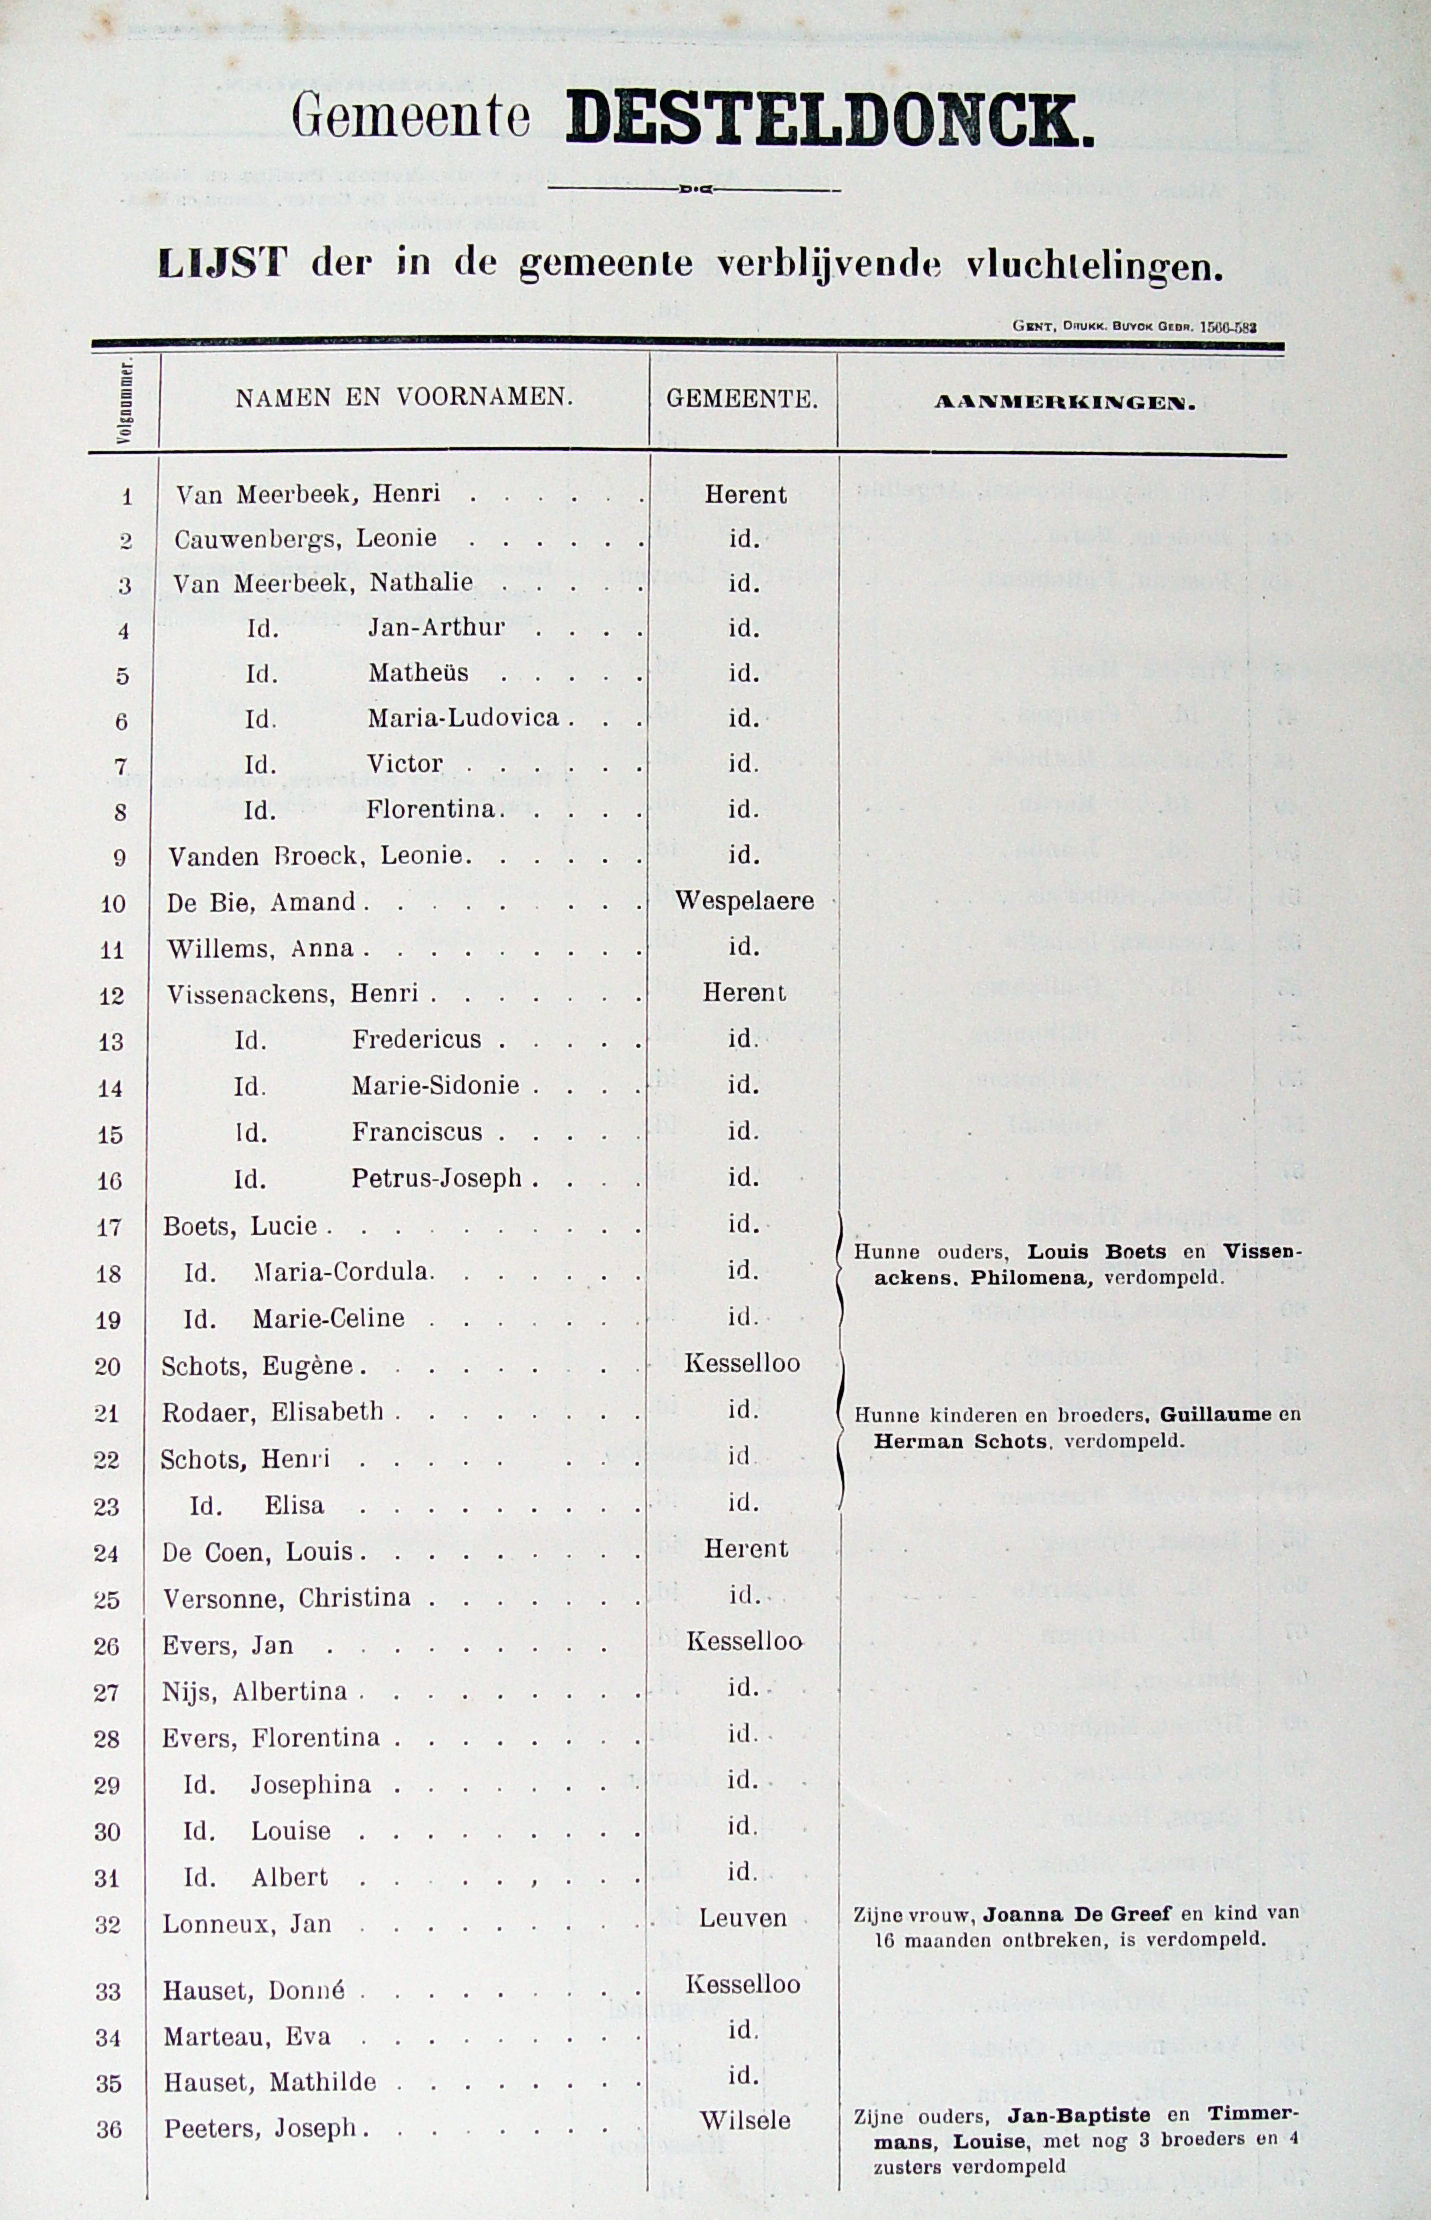 Gemeente DESTELDONCK.
LIJST der in de gemeente verblijvende vluchtelingen.
GENT, DRUKK. BUYCK GEBR. 1566-582
Volgnummer. NAMEN EN VOORNAMEN. GEMEENTE. AANMERKINGEN.
1 Van Meerbeek, Henri . . . . . . Herent
2 Cauwenbergs, Leonie . . . . . . id.
3 Van Meerbeek, Nathalie . . . . . id.
4 Id. Jan-Arthur . . . . id.
5 Id. Matheüs . . . . . id.
6 Id. Maria-Ludovica . . . id.
7 Id. Victor . . . . . . id.
8 Id. Florentina. . . . . id.
9 Vanden Broeck, Leonie. . . . . . id.
10 De Bie, Amand . . . . . . . . . Wespelaere
11 Willems, Anna . . . . . . . . . id.
12 Vissenackens, Henri . . . . . . . Herent
13 Id. Fredericus . . . . . id.
14 Id. Marie-Sidonie . . . . id.
15 Id. Franciscus . . . . . id.
16 Id. Petrus-Joseph . . . . id.
17 Boets, Lucie . . . . . . . . . . id.
Hunne ouders, Louis Boets en Vissen-
18 Id. Maria-Cordula. . . . . . . id.
ackens. Philomena, verdompeld.
19 Id. Marie-Celine . . . . . . . id.
20 Schots, Eugène. . . . . . . . . Kesselloo
21 Rodaer, Elisabeth . . . . . . . . id. Hunne kinderen en broeders, Guillaume en
Herman Schots, verdompeld.
22 Schots, Henri . . . . . . . . id.
23 Id. Elisa . . . . . . . . . id.
24 De Coen, Louis . . . . . . . . . Herent
25 Versonne, Christina . . . . . . . id.
26 Evers, Jan . . . . . . . . . Kesselloo
27 Nijs, Albertina . . . . . . . . . id.
28 Evers, Florentina . . . . . . . . id.
29 Id. Josephina . . . . . . . . id.
30 Id. Louise . . . . . . . . . id.
31 Id. Albert . . . . . , . . . id.
32 Lonneux, Jan . . . . . . . . . Leuven Zijne vrouw, Joanna De Greef en kind van
16 maanden ontbreken, is verdompeld.
33 Hauset, Donné . . . . . . . . . Kesselloo
34 Marteau, Eva . . . . . . . . . id.
35 Hauset, Mathilde . . . . . . . . id.
36 Peeters, Joseph . . . . . . . . Wilsele Zijne ouders, Jan-Baptiste en Timmer-
mans, Louise, met nog 3 broeders en 4
zusters verdompeld